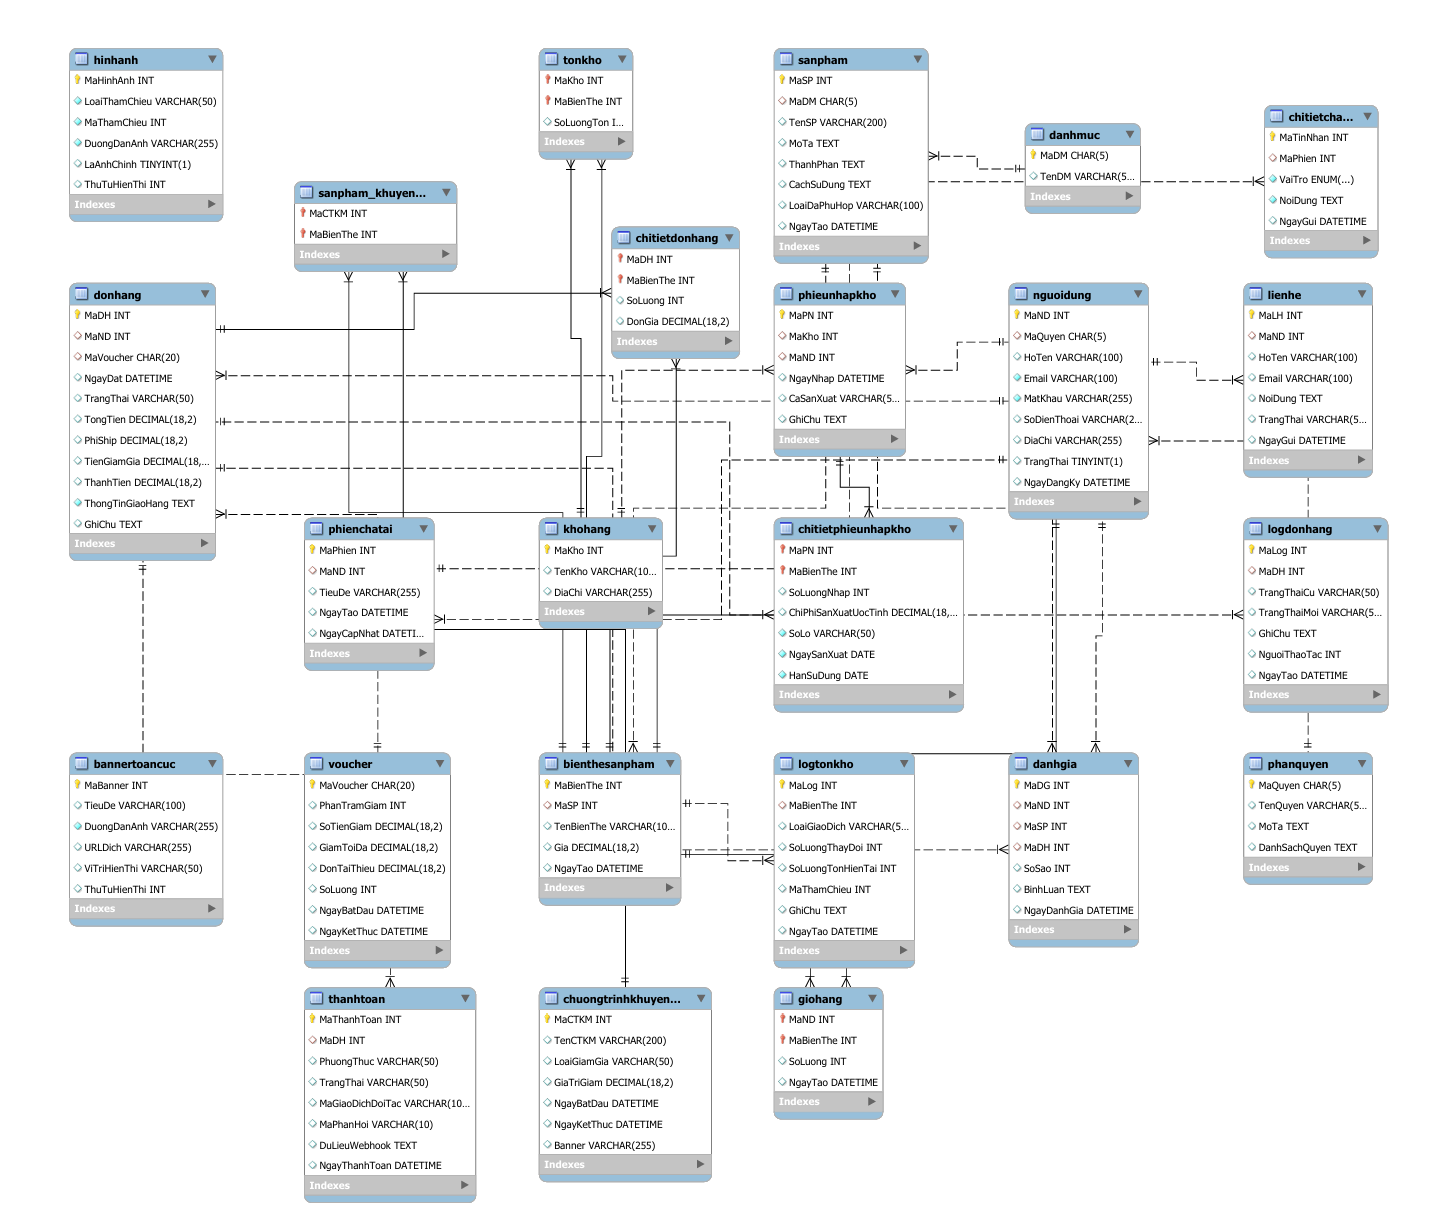 hinhanh
MaHinhAnh INT
LoaiThamChieu VARCHAR(50)
MaThamChieu INT
DuongDanAnh VARCHAR(255)
LaAnhChinh TINYINT(1)
ThuTuHienThi INT
Indexes
tonkho
MaKho INT
MaBienThe INT
SoLuongTon I...
Indexes
sanpham
MaSP INT
MaDM CHAR(5)
TenSP VARCHAR(200)
MoTa TEXT
ThanhPhan TEXT
CachSuDung TEXT
LoaiDaPhuHop VARCHAR(100)
NgayTao DATETIME
Indexes
danhmuc
MaDM CHAR(5)
TenDM VARCHAR(5...
Indexes
chitietcha...
MaTinNhan INT
MaPhien INT
VaiTro ENUM(...)
NoiDung TEXT
NgayGui DATETIME
Indexes
sanpham_khuyen...
MaCTKM INT
MaBienThe INT
Indexes
chitietdonhang
MaDH INT
MaBienThe INT
SoLuong INT
DonGia DECIMAL(18,2)
Indexes
donhang
MaDH INT
MaND INT
MaVoucher CHAR(20)
NgayDat DATETIME
TrangThai VARCHAR(50)
TongTien DECIMAL(18,2)
PhiShip DECIMAL(18,2)
TienGiamGia DECIMAL(18,...
ThanhTien DECIMAL(18,2)
ThongTinGiaoHang TEXT
GhiChu TEXT
Indexes
phieunhapkho
MaPN INT
MaKho INT
MaND INT
NgayNhap DATETIME
CaSanXuat VARCHAR(5...
GhiChu TEXT
Indexes
nguoidung
MaND INT
MaQuyen CHAR(5)
HoTen VARCHAR(100)
Email VARCHAR(100)
MatKhau VARCHAR(255)
SoDienThoai VARCHAR(2...
DiaChi VARCHAR(255)
TrangThai TINYINT(1)
NgayDangKy DATETIME
Indexes
lienhe
MaLH INT
MaND INT
HoTen VARCHAR(100)
Email VARCHAR(100)
NoiDung TEXT
TrangThai VARCHAR(5...
NgayGui DATETIME
Indexes
phienchatai
MaPhien INT
MaND INT
TieuDe VARCHAR(255)
NgayTao DATETIME
NgayCapNhat DATETI...
Indexes
khohang
MaKho INT
TenKho VARCHAR(10...
DiaChi VARCHAR(255)
Indexes
chitietphieunhapkho
MaPN INT
MaBienThe INT
SoLuongNhap INT
ChiPhiSanXuatUocTinh DECIMAL(18,...
SoLo VARCHAR(50)
NgaySanXuat DATE
HanSuDung DATE
Indexes
logdonhang
MaLog INT
MaDH INT
TrangThaiCu VARCHAR(50)
TrangThaiMoi VARCHAR(5...
GhiChu TEXT
NguoiThaoTac INT
NgayTao DATETIME
Indexes
bannertoancuc
MaBanner INT
TieuDe VARCHAR(100)
DuongDanAnh VARCHAR(255)
URLDich VARCHAR(255)
ViTriHienThi VARCHAR(50)
ThuTuHienThi INT
Indexes
voucher
MaVoucher CHAR(20)
PhanTramGiam INT
SoTienGiam DECIMAL(18,2)
GiamToiDa DECIMAL(18,2)
DonTaiThieu DECIMAL(18,2)
SoLuong INT
NgayBatDau DATETIME
NgayKetThuc DATETIME
Indexes
bienthesanpham
MaBienThe INT
MaSP INT
TenBienThe VARCHAR(10...
Gia DECIMAL(18,2)
NgayTao DATETIME
Indexes
logtonkho
MaLog INT
MaBienThe INT
LoaiGiaoDich VARCHAR(5...
SoLuongThayDoi INT
SoLuongTonHienTai INT
MaThamChieu INT
GhiChu TEXT
NgayTao DATETIME
Indexes
danhgia
MaDG INT
MaND INT
MaSP INT
MaDH INT
SoSao INT
BinhLuan TEXT
NgayDanhGia DATETIME
Indexes
phanquyen
MaQuyen CHAR(5)
TenQuyen VARCHAR(5...
MoTa TEXT
DanhSachQuyen TEXT
Indexes
thanhtoan
MaThanhToan INT
MaDH INT
PhuongThuc VARCHAR(50)
TrangThai VARCHAR(50)
MaGiaoDichDoiTac VARCHAR(10...
MaPhanHoi VARCHAR(10)
DuLieuWebhook TEXT
NgayThanhToan DATETIME
Indexes
chuongtrinhkhuyen...
MaCTKM INT
TenCTKM VARCHAR(200)
LoaiGiamGia VARCHAR(50)
GiaTriGiam DECIMAL(18,2)
NgayBatDau DATETIME
NgayKetThuc DATETIME
Banner VARCHAR(255)
Indexes
giohang
MaND INT
MaBienThe INT
SoLuong INT
NgayTao DATETIME
Indexes